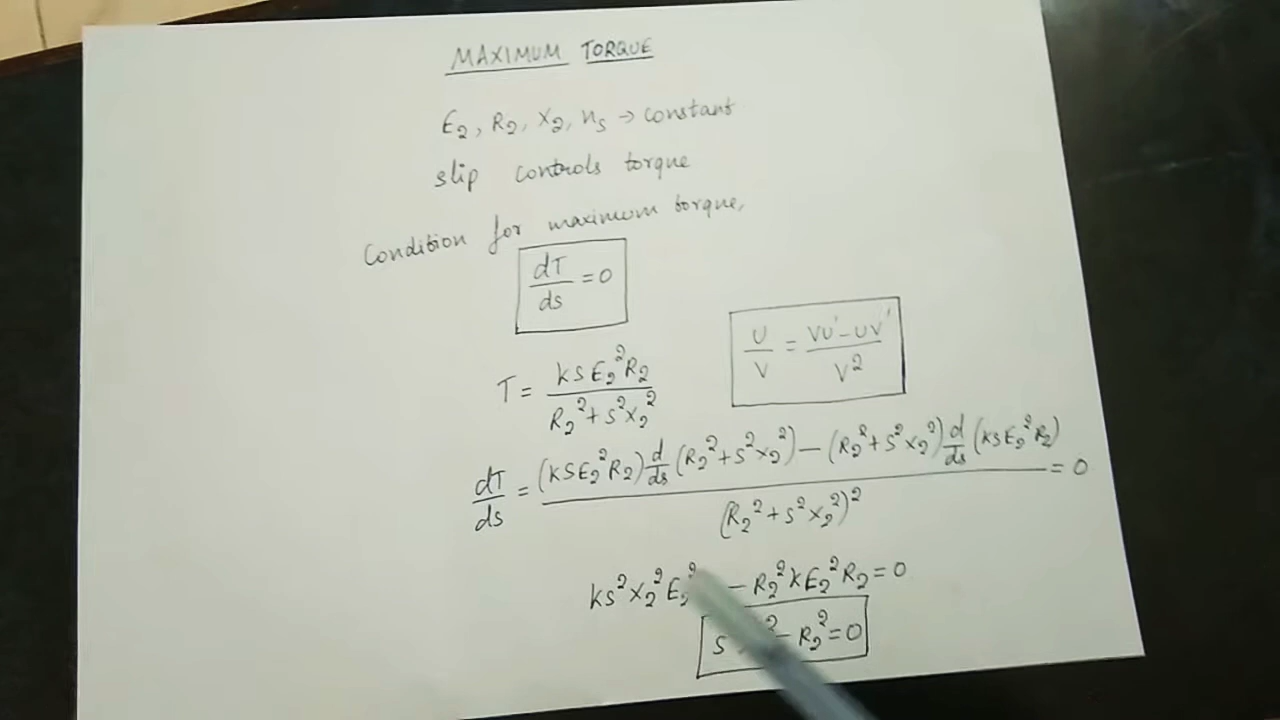 MAXIMUM TORQUE
E₂, R₂, X₂, nₛ → constant
slip controls torque
Condition for maximum torque,
dT/ds = 0
U/V = (VU' - UV')/V²
T = KSE₂²R₂/(R₂² + S²X₂²)
dT/ds = ((KSE₂²R₂) d/ds (R₂² + S²X₂²) - (R₂² + S²X₂²) d/ds (KSE₂²R₂))/(R₂² + S²X₂²)² = 0
KS²X₂²E₂² - R₂²KE₂²R₂ = 0
S - R₂² = 0